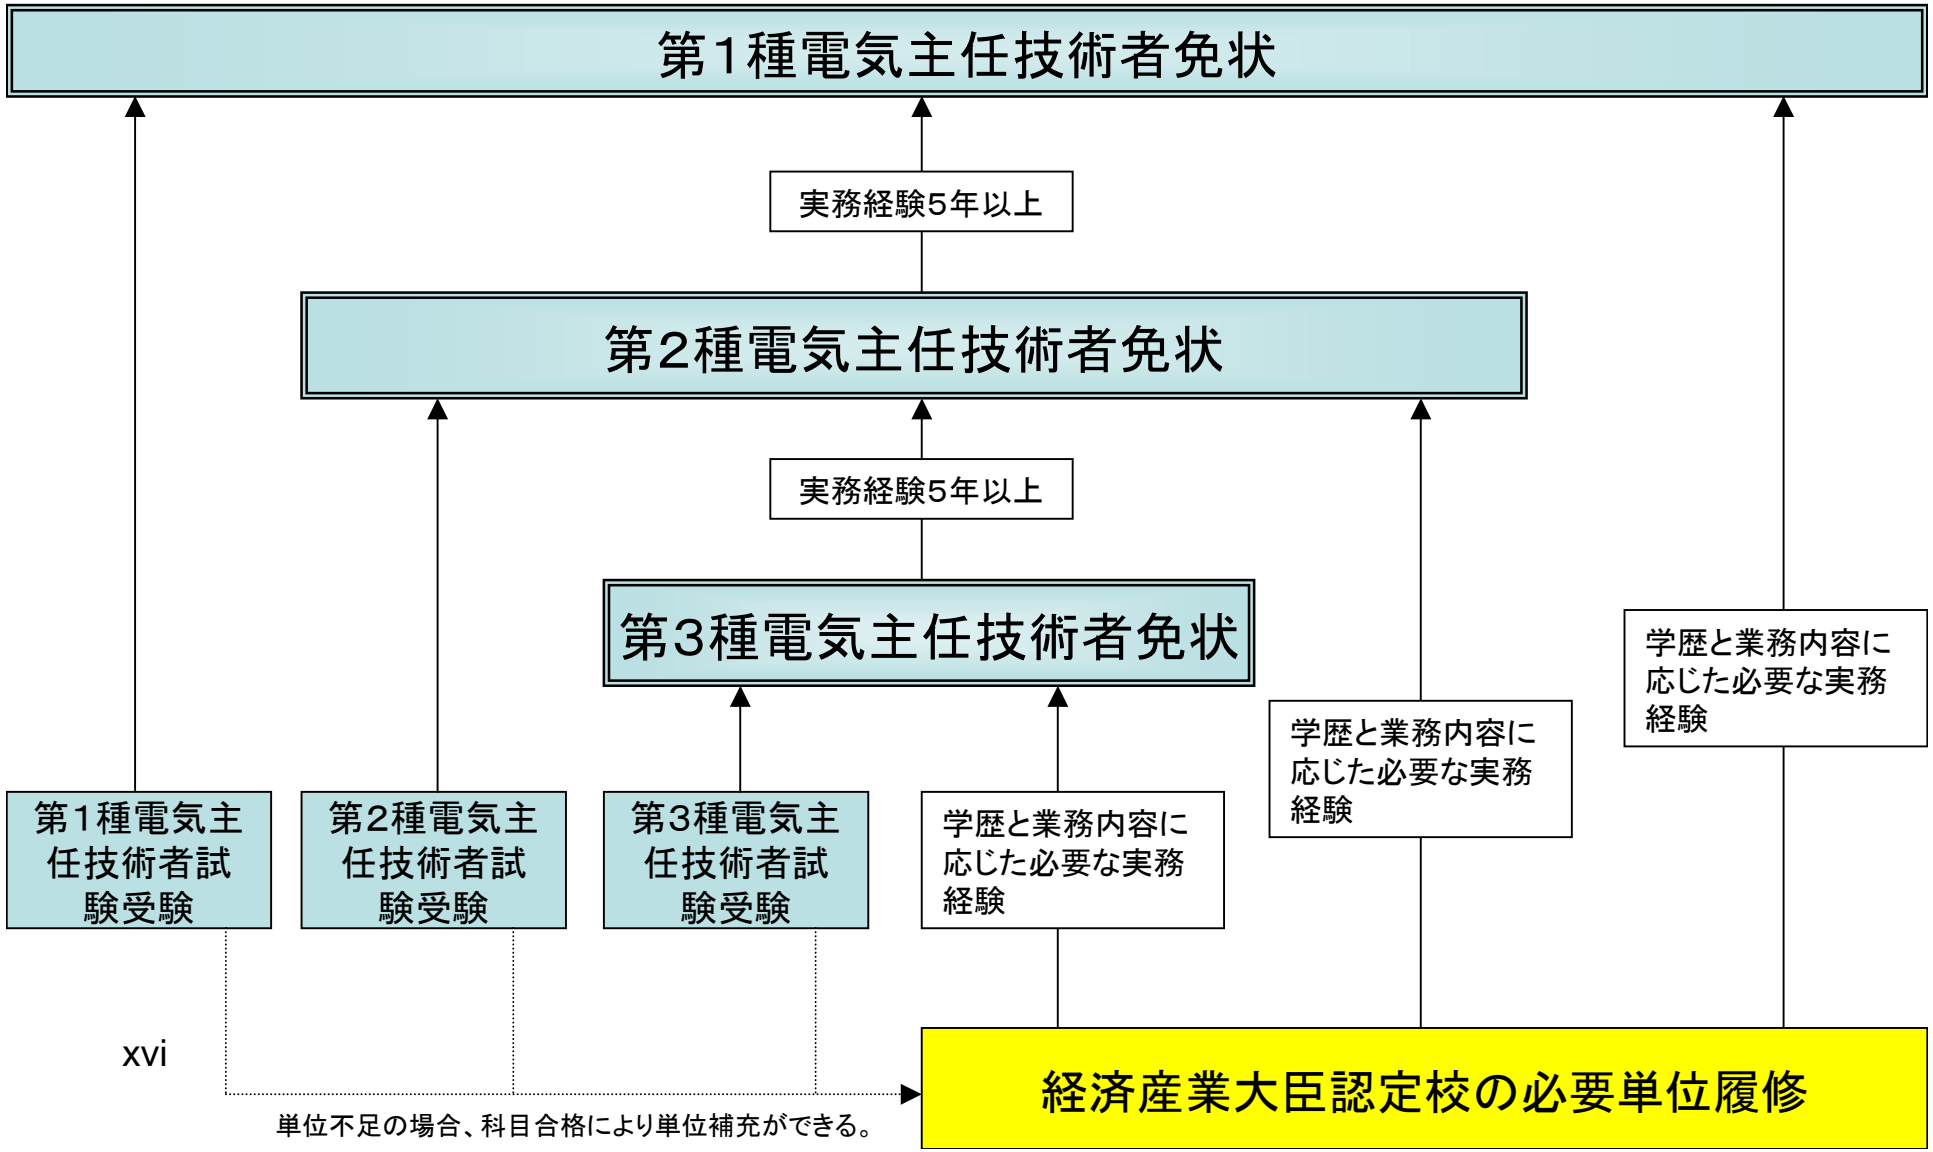 第1種電気主任技術者免状
実務経験5年以上
第2種電気主任技術者免状
実務経験5年以上
第3種電気主任技術者免状
学歴と業務内容に
応じた必要な実務
経験
学歴と業務内容に
応じた必要な実務
経験
第1種電気主
任技術者試
験受験
第2種電気主
任技術者試
験受験
第3種電気主
任技術者試
験受験
学歴と業務内容に
応じた必要な実務
経験
xvi
経済産業大臣認定校の必要単位履修
単位不足の場合、科目合格により単位補充ができる。